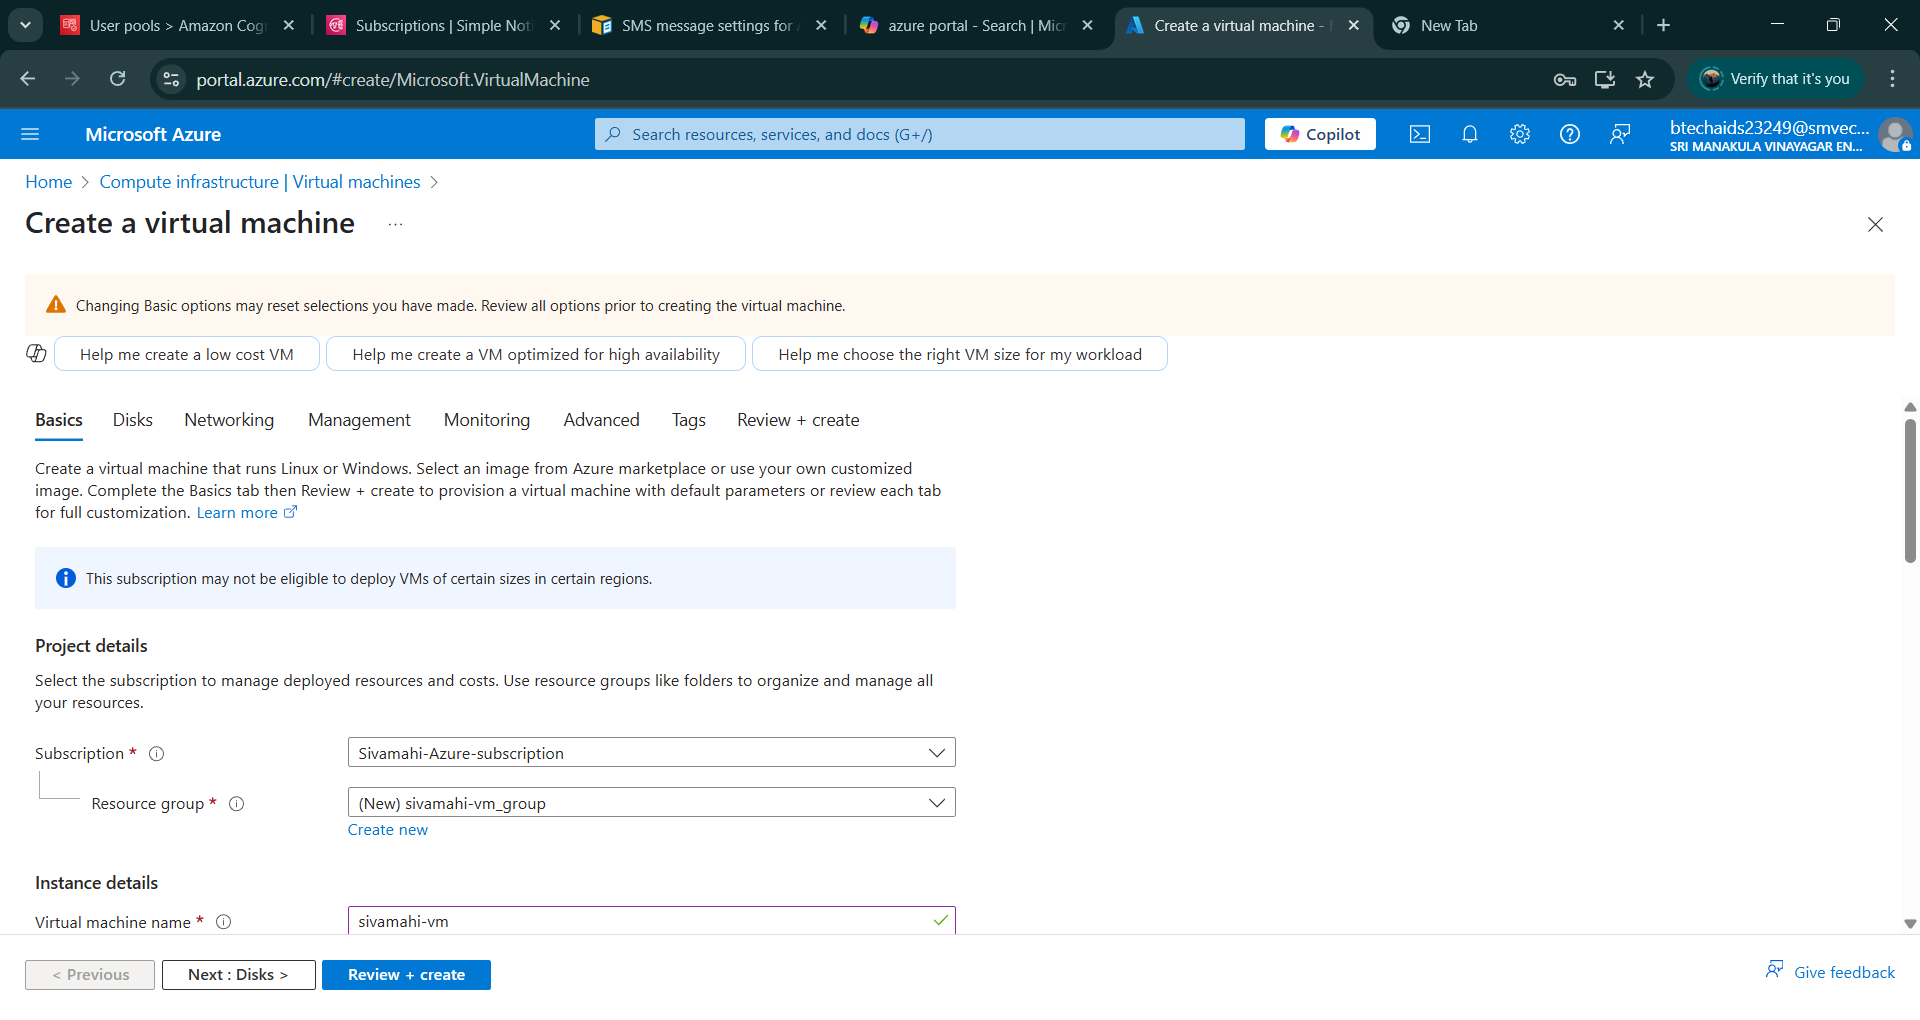 User pools > Amazon Cog
Subscriptions | Simple Noti
SMS message settings for A
azure portal - Search | Micr
Create a virtual machine -
New Tab
portal.azure.com/#create/Microsoft.VirtualMachine
Verify that it's you
Microsoft Azure
Search resources, services, and docs (G+/)
Copilot
btechaids23249@smvec...
SRI MANAKULA VINAYAGAR EN...
Home > Compute infrastructure | Virtual machines >
Create a virtual machine ...
Changing Basic options may reset selections you have made. Review all options prior to creating the virtual machine.
Help me create a low cost VM
Help me create a VM optimized for high availability
Help me choose the right VM size for my workload
Basics Disks Networking Management Monitoring Advanced Tags Review + create
Create a virtual machine that runs Linux or Windows. Select an image from Azure marketplace or use your own customized
image. Complete the Basics tab then Review + create to provision a virtual machine with default parameters or review each tab
for full customization. Learn more
This subscription may not be eligible to deploy VMs of certain sizes in certain regions.
Project details
Select the subscription to manage deployed resources and costs. Use resource groups like folders to organize and manage all
your resources.
Subscription *
Sivamahi-Azure-subscription
Resource group *
(New) sivamahi-vm_group
Create new
Instance details
Virtual machine name *
sivamahi-vm
< Previous
Next : Disks >
Review + create
Give feedback